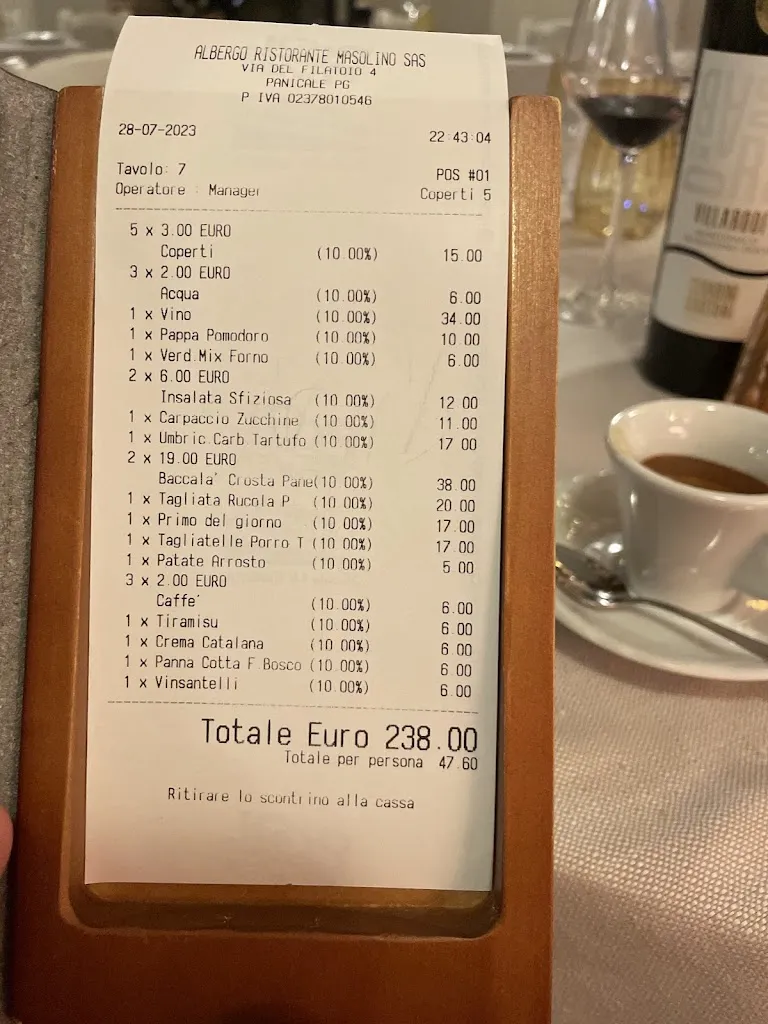 ALBERGO RISTORANTE MASOLINO SAS
VIA DEL FILATOIO 4
PANICALE PG
P IVA 02378010546
28-07-2023 22:43:04
Tavolo: 7 POS #01
Operatore : Manager Coperti 5
5 x 3.00 EURO
Coperti (10.00%) 15.00
3 x 2.00 EURO
Acqua (10.00%) 6.00
1 x Vino (10.00%) 34.00
1 x Pappa Pomodoro (10.00%) 10.00
1 x Verd.Mix Forno (10.00%) 6.00
2 x 6.00 EURO
Insalata Sfiziosa (10.00%) 12.00
1 x Carpaccio Zucchine (10.00%) 11.00
1 x Umbric.Carb.Tartufo (10.00%) 17.00
2 x 19.00 EURO
Baccala' Crosta Pane(10.00%) 38.00
1 x Tagliata Rucola P (10.00%) 20.00
1 x Primo del giorno (10.00%) 17.00
1 x Tagliatelle Porro T (10.00%) 17.00
1 x Patate Arrosto (10.00%) 5.00
3 x 2.00 EURO
Caffe' (10.00%) 6.00
1 x Tiramisu (10.00%) 6.00
1 x Crema Catalana (10.00%) 6.00
1 x Panna Cotta F.Bosco (10.00%) 6.00
1 x Vinsantelli (10.00%) 6.00
Totale Euro 238.00
Totale per persona 47.60
Ritirare lo scontrino alla cassa